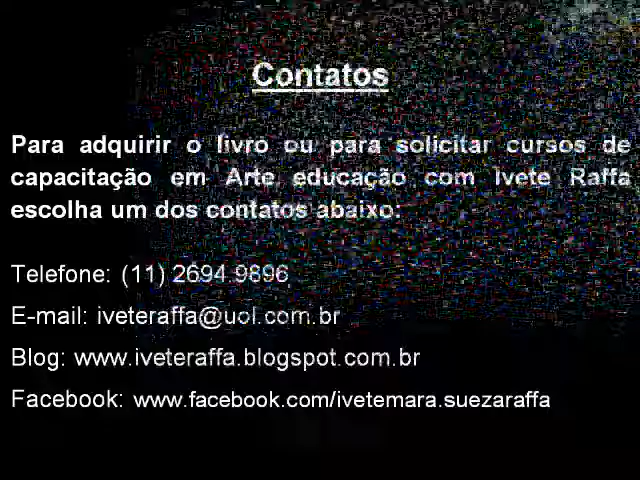 Contatos
Para adquirir o livro ou para solicitar cursos de
capacitação em Arte educação com Ivete Raffa
escolha um dos contatos abaixo:
Telefone: (11) 2694.9896
E-mail: iveteraffa@uol.com.br
Blog: www.iveteraffa.blogspot.com.br
Facebook: www.facebook.com/ivetemara.suezaraffa